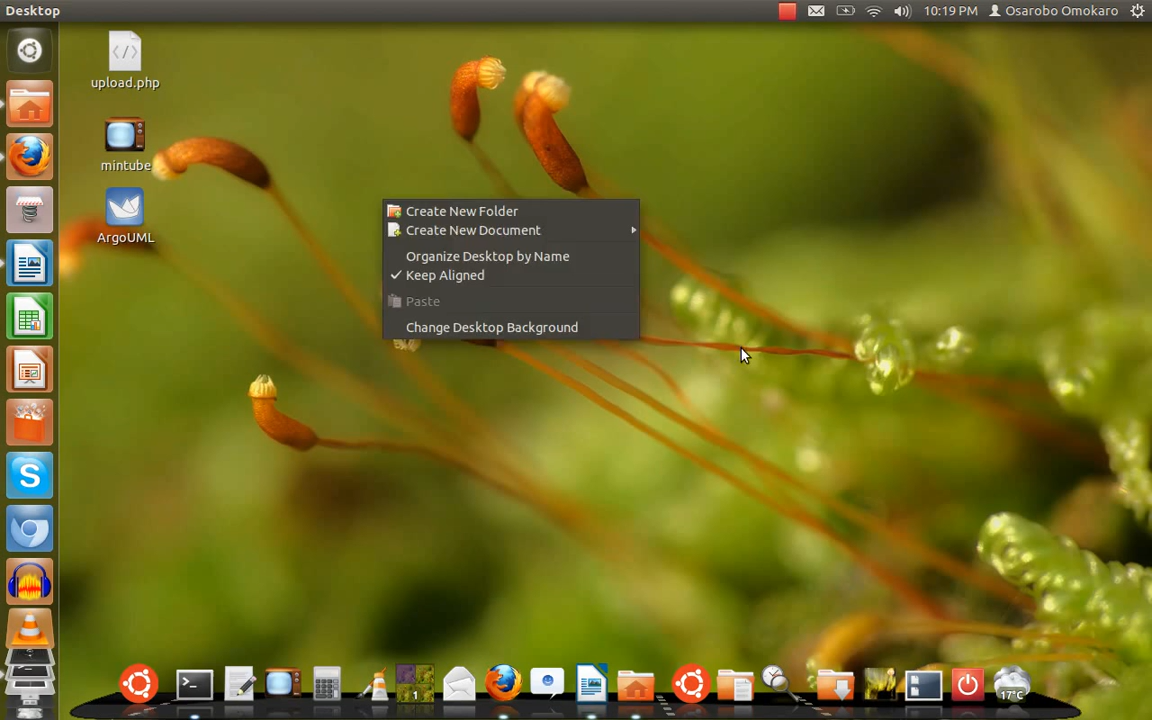 Desktop
10:19 PM Osarobo Omokaro
upload.php
mintube
ArgoUML
Create New Folder
Create New Document
Organize Desktop by Name
Keep Aligned
Paste
Change Desktop Background
S
1
17°C